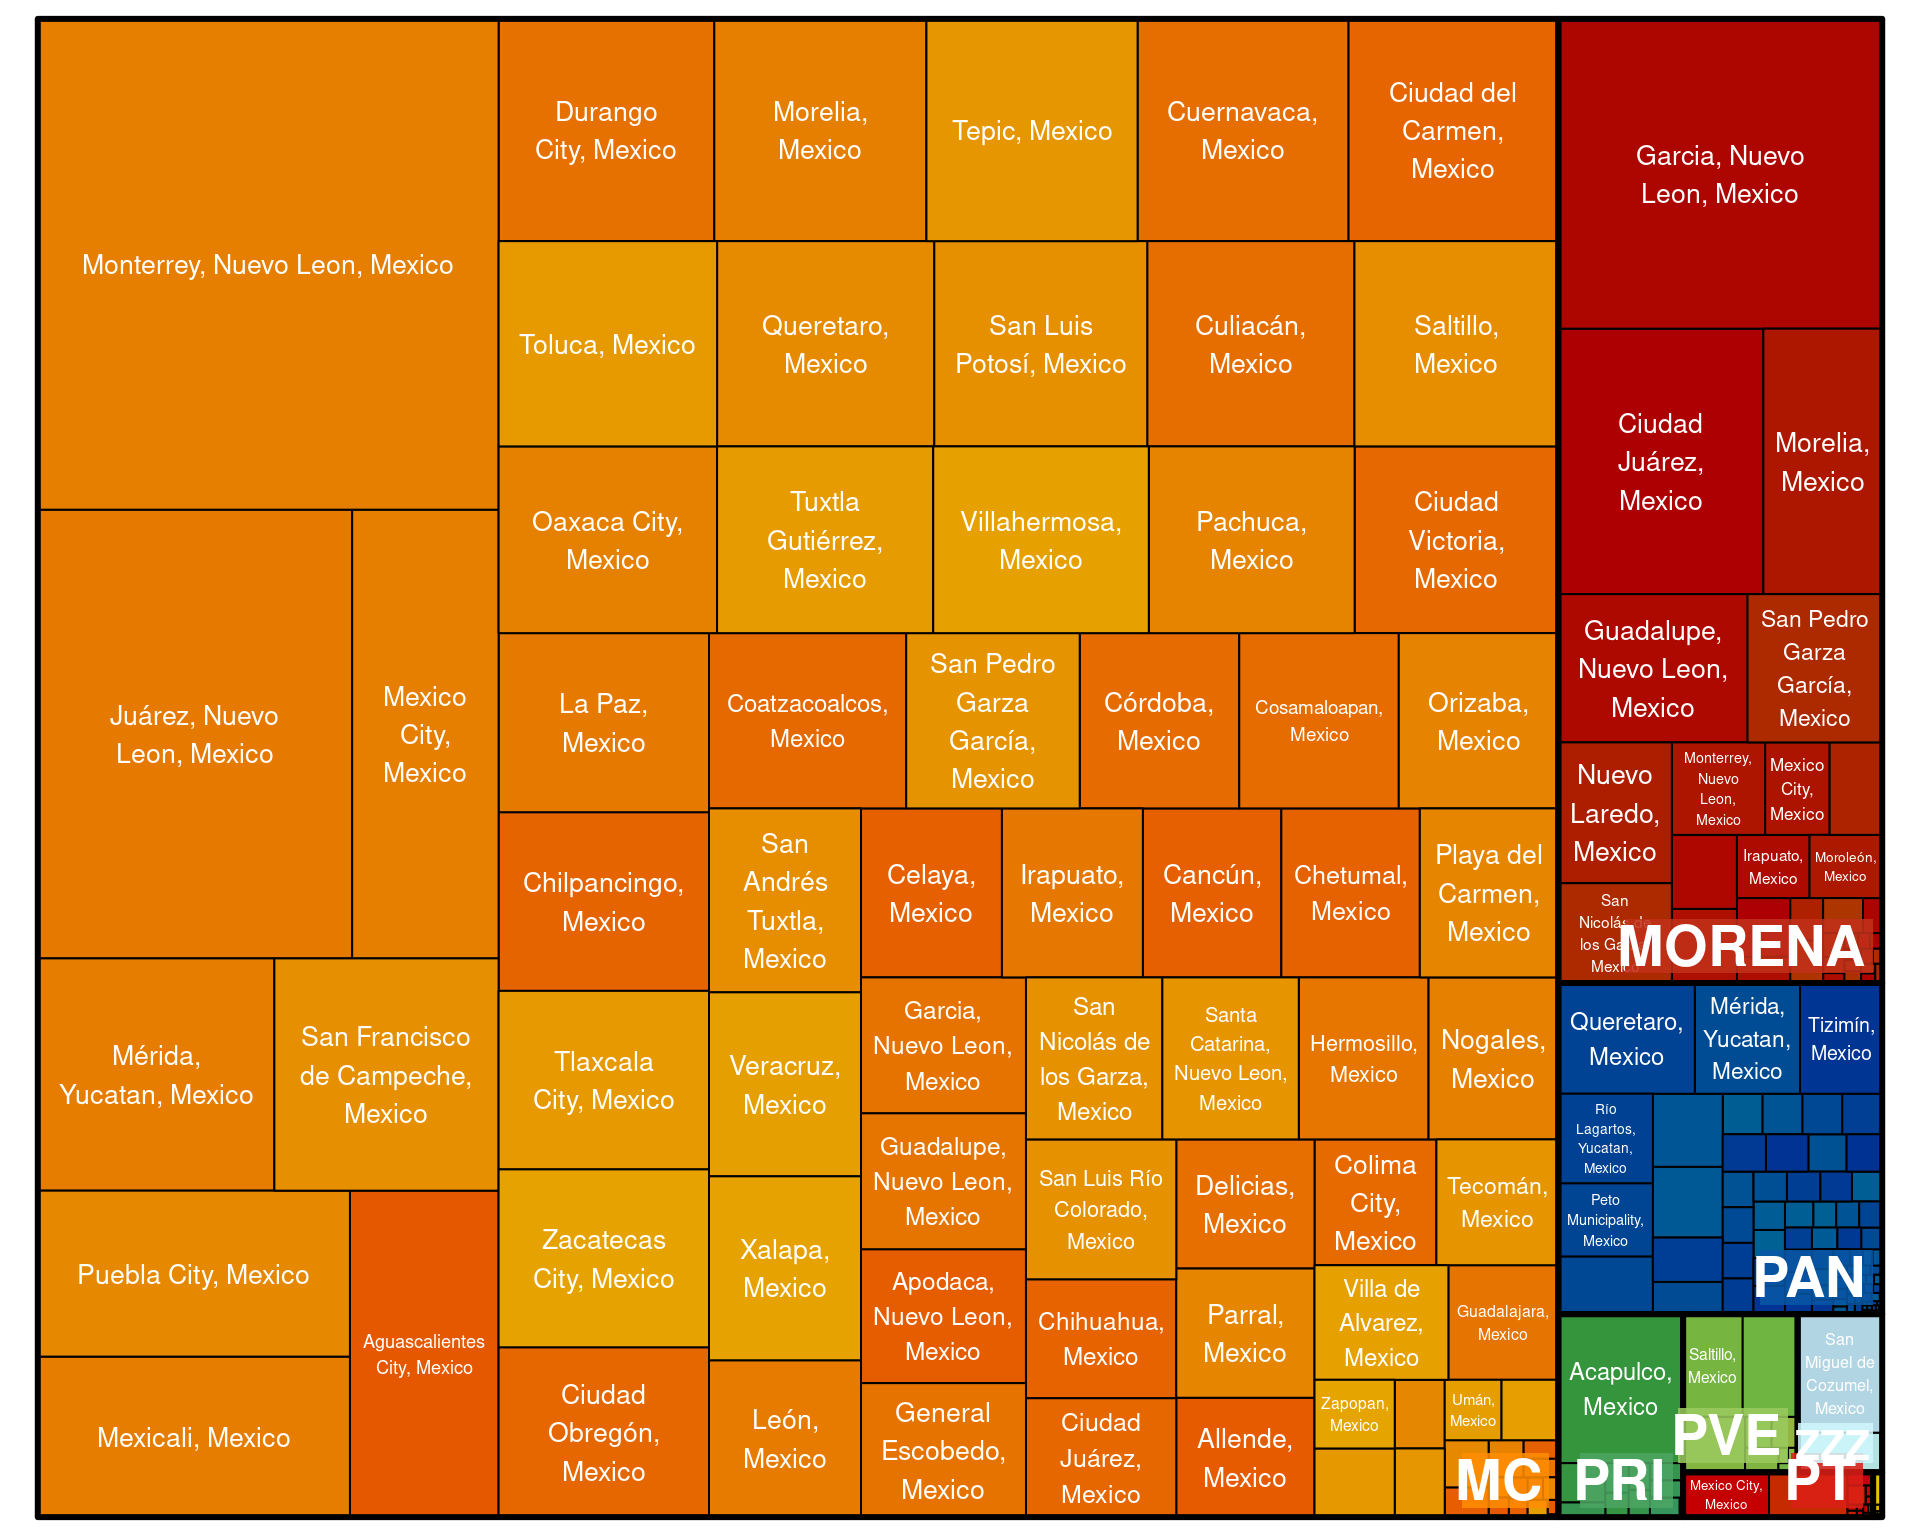 Monterrey, Nuevo Leon, Mexico
Juárez, Nuevo
Leon, Mexico
Mexico
City,
Mexico
Mérida,
Yucatan, Mexico
San Francisco
de Campeche,
Mexico
Puebla City, Mexico
Mexicali, Mexico
Aguascalientes
City, Mexico
Durango
City, Mexico
Morelia,
Mexico
Tepic, Mexico
Cuernavaca,
Mexico
Ciudad del
Carmen,
Mexico
Toluca, Mexico
Queretaro,
Mexico
San Luis
Potosí, Mexico
Culiacán,
Mexico
Saltillo,
Mexico
Oaxaca City,
Mexico
Tuxtla
Gutiérrez,
Mexico
Villahermosa,
Mexico
Pachuca,
Mexico
Ciudad
Victoria,
Mexico
La Paz,
Mexico
Coatzacoalcos,
Mexico
San Pedro
Garza
García,
Mexico
Córdoba,
Mexico
Cosamaloapan,
Mexico
Orizaba,
Mexico
Chilpancingo,
Mexico
San
Andrés
Tuxtla,
Mexico
Celaya,
Mexico
Irapuato,
Mexico
Cancún,
Mexico
Chetumal,
Mexico
Playa del
Carmen,
Mexico
Tlaxcala
City, Mexico
Veracruz,
Mexico
Garcia,
Nuevo Leon,
Mexico
San
Nicolás de
los Garza,
Mexico
Santa
Catarina,
Nuevo Leon,
Mexico
Hermosillo,
Mexico
Nogales,
Mexico
Guadalupe,
Nuevo Leon,
Mexico
San Luis Río
Colorado,
Mexico
Delicias,
Mexico
Colima
City,
Mexico
Tecomán,
Mexico
Zacatecas
City, Mexico
Xalapa,
Mexico
Apodaca,
Nuevo Leon,
Mexico
Chihuahua,
Mexico
Parral,
Mexico
Villa de
Alvarez,
Mexico
Guadalajara,
Mexico
Ciudad
Obregón,
Mexico
León,
Mexico
General
Escobedo,
Mexico
Ciudad
Juárez,
Mexico
Allende,
Mexico
Zapopan,
Mexico
Umán,
Mexico
MC
Garcia, Nuevo
Leon, Mexico
Ciudad
Juárez,
Mexico
Morelia,
Mexico
Guadalupe,
Nuevo Leon,
Mexico
San Pedro
Garza
García,
Mexico
Nuevo
Laredo,
Mexico
Monterrey,
Nuevo
Leon,
Mexico
Mexico
City,
Mexico
Irapuato,
Mexico
Moroleón,
Mexico
San
Nicolás de
los Garza,
Mexico
MORENA
Queretaro,
Mexico
Mérida,
Yucatan,
Mexico
Tizimín,
Mexico
Río
Lagartos,
Yucatan,
Mexico
Peto
Municipality,
Mexico
PAN
Acapulco,
Mexico
PRI
Saltillo,
Mexico
PVE
San
Miguel de
Cozumel,
Mexico
ZZZ
Mexico City,
Mexico
PT